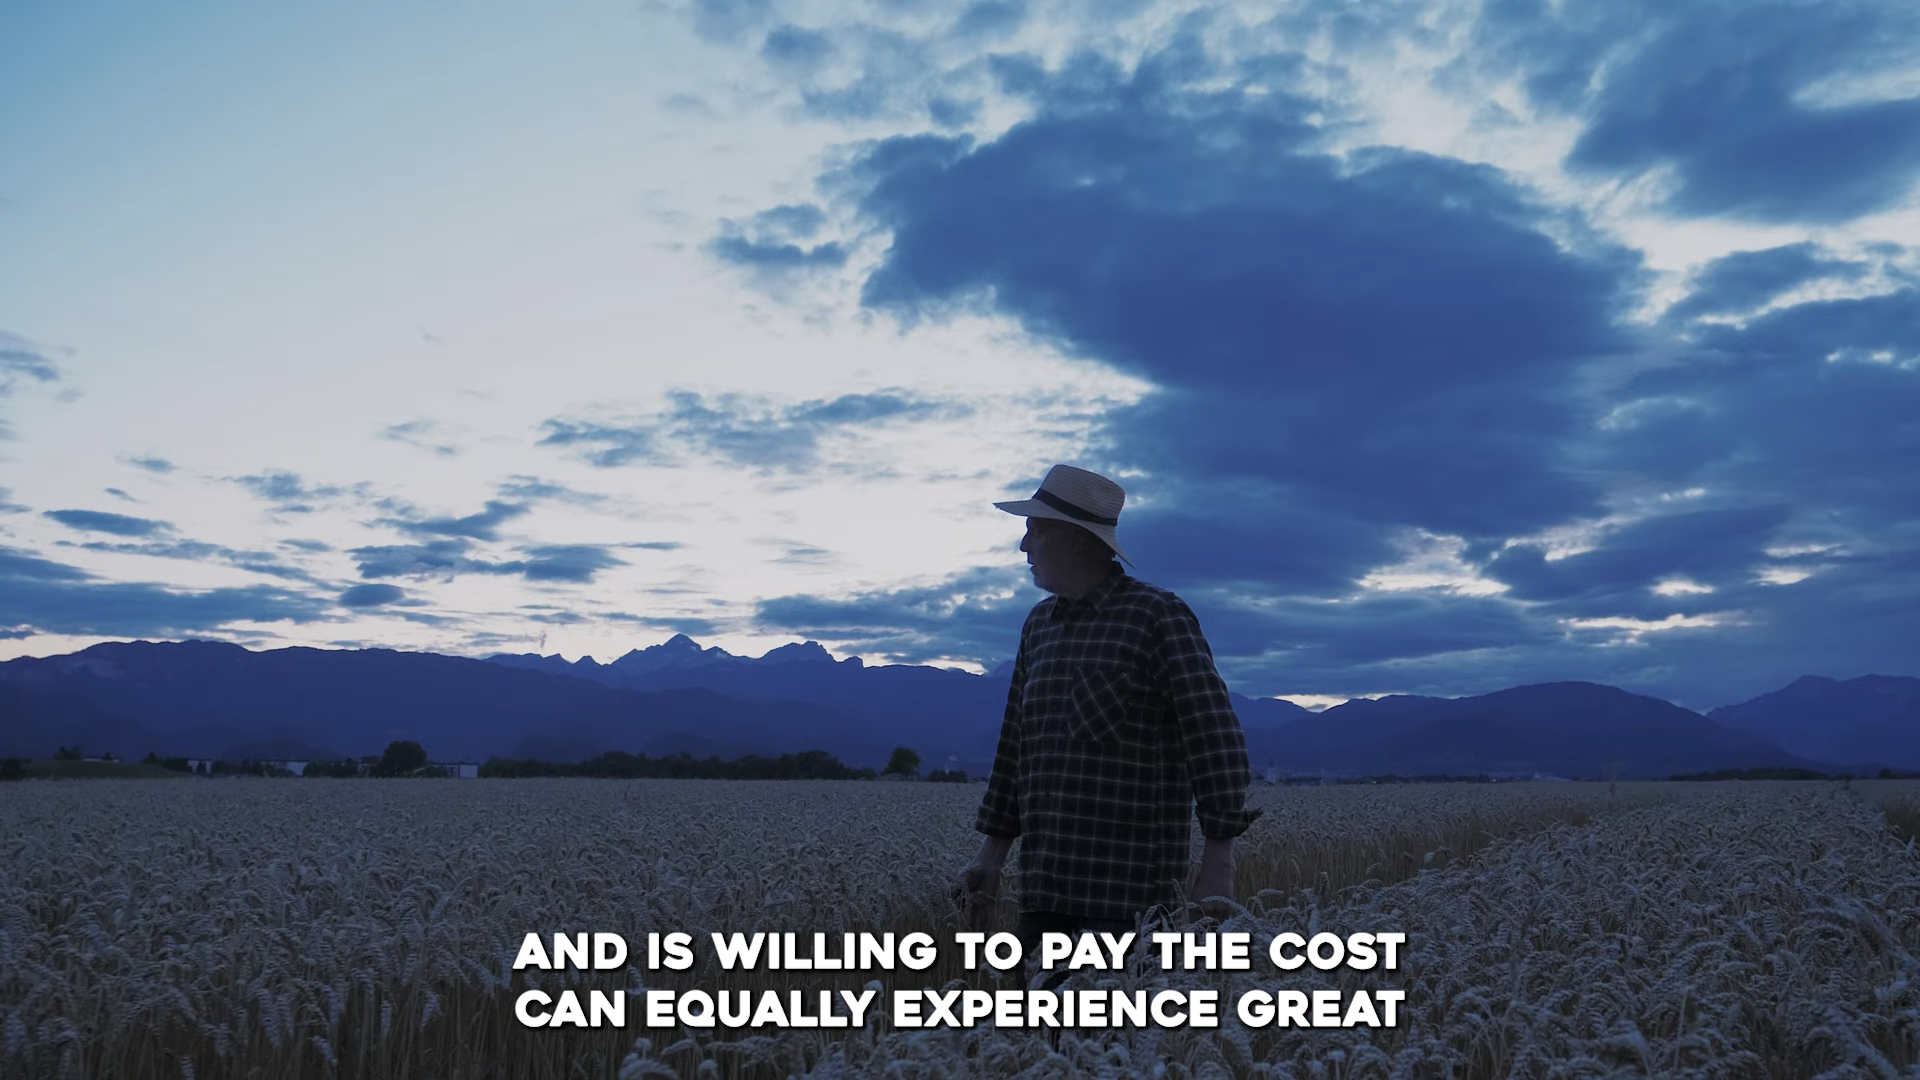 AND IS WILLING TO PAY THE COST
CAN EQUALLY EXPERIENCE GREAT